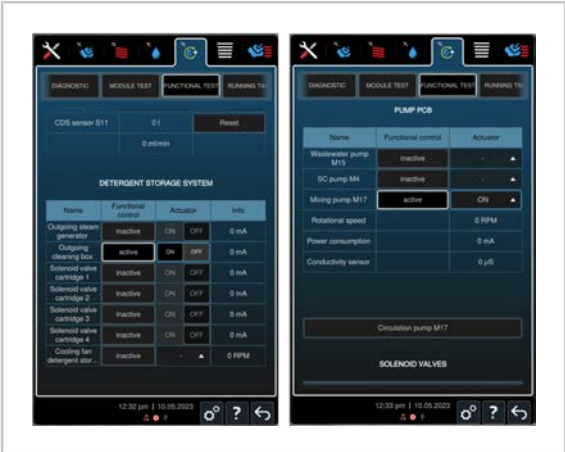 DIAGNOSTIC MODULE TEST FUNCTIONAL TEST RUNNING TI
CDS sensor S11 0 l Reset
0 ml/min
DETERGENT STORAGE SYSTEM
Name Functional control Actuator Info
Outgoing steam generator inactive ON OFF 0 mA
Outgoing cleaning box active ON OFF 0 mA
Solenoid valve cartridge 1 inactive ON OFF 0 mA
Solenoid valve cartridge 2 inactive ON OFF 0 mA
Solenoid valve cartridge 3 inactive ON OFF 0 mA
Solenoid valve cartridge 4 inactive ON OFF 0 mA
Cooling fan detergent stor... inactive - 0 RPM
12:32 pm | 10.05.2023
?
DIAGNOSTIC MODULE TEST FUNCTIONAL TEST RUNNING TI
PUMP PCB
Name Functional control Actuator
Wastewater pump M15 inactive -
SC pump M4 inactive -
Mixing pump M17 active ON
Rotational speed 0 RPM
Power consumption 0 mA
Conductivity sensor 0 µS
Circulation pump M17
SOLENOID VALVES
12:33 pm | 10.05.2023
?